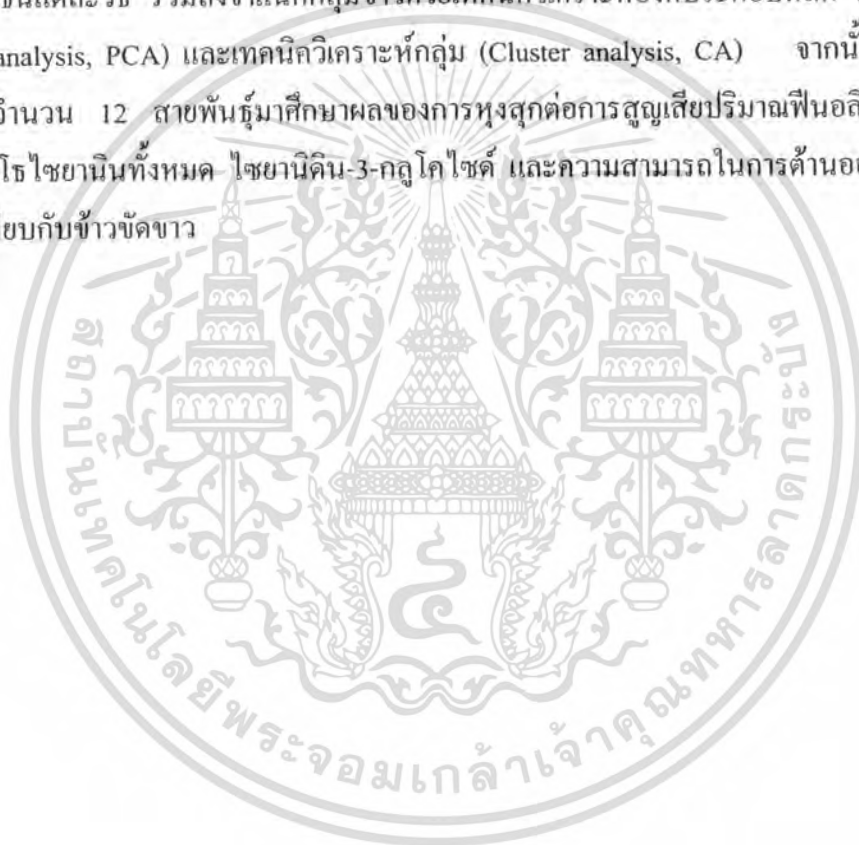 analysis, PCA) และเทคนิควิเคราะห์กลุ่ม (Cluster analysis, CA) จากนั้
จำนวน 12 สายพันธุ์มาศึกษาผลของการหุงสุกต่อการสูญเสียปริมาณฟีนอลิ
โธไซยานินทั้งหมด ไซยานิดิน-3-กลูโคไซด์ และความสามารถในการต้านออ
ียบกับข้าวขัดขาว
สถาบันเทคโนโลยีพระจอมเกล้าเจ้าคุณทหารลาดกระบัง